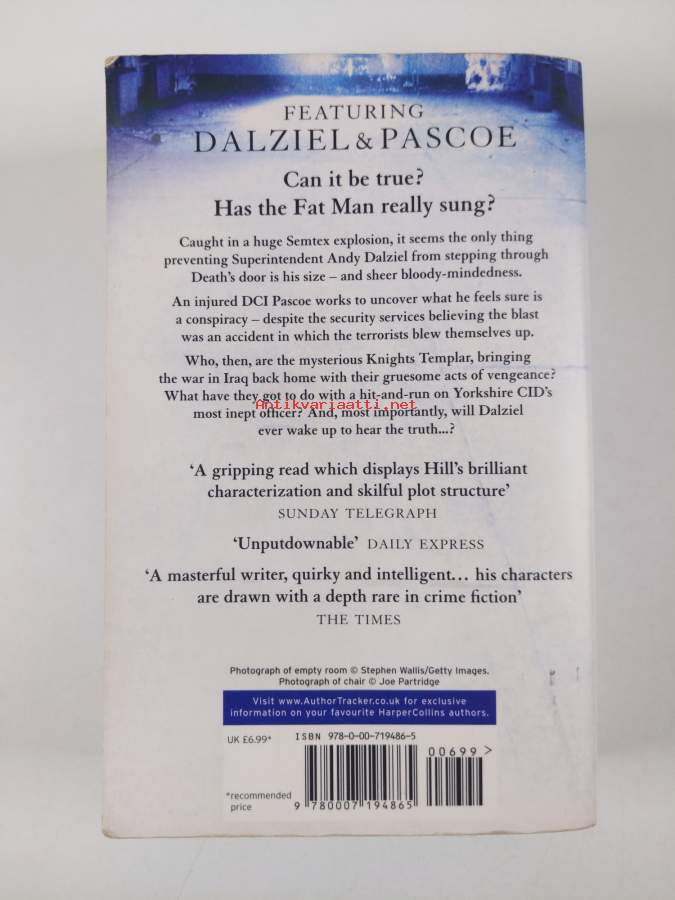 FEATURING
DALZIEL & PASCOE
Can it be true?
Has the Fat Man really sung?
Caught in a huge Semtex explosion, it seems the only thing
preventing Superintendent Andy Dalziel from stepping through
Death's door is his size – and sheer bloody-mindedness.
An injured DCI Pascoe works to uncover what he feels sure is
a conspiracy – despite the security services believing the blast
was an accident in which the terrorists blew themselves up.
Who, then, are the mysterious Knights Templar, bringing
the war in Iraq back home with their gruesome acts of vengeance?
What have they got to do with a hit-and-run on Yorkshire CID's
Antikvariaatti.net
most inept officer? And, most importantly, will Dalziel
ever wake up to hear the truth...?
'A gripping read which displays Hill's brilliant
characterization and skilful plot structure'
SUNDAY TELEGRAPH
'Unputdownable' DAILY EXPRESS
'A masterful writer, quirky and intelligent... his characters
are drawn with a depth rare in crime fiction'
THE TIMES
Photograph of empty room © Stephen Wallis/Getty Images.
Photograph of chair © Joe Partridge
Visit www.AuthorTracker.co.uk for exclusive
information on your favourite HarperCollins authors.
UK £6.99*
ISBN 978-0-00-719486-5
00699 >
*recommended
price
9 780007 194865